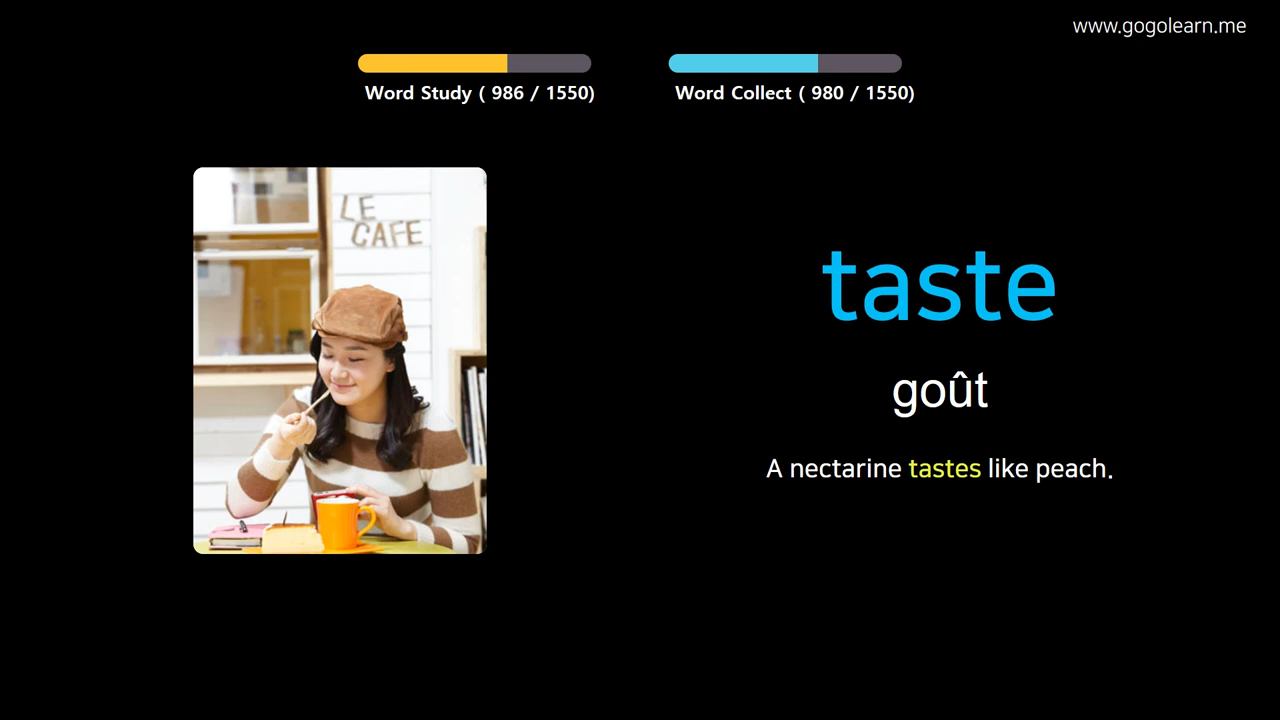 www.gogolearn.me
Word Study ( 986 / 1550)
Word Collect ( 980 / 1550)
LE
CAFE
taste
goût
A nectarine tastes like peach.